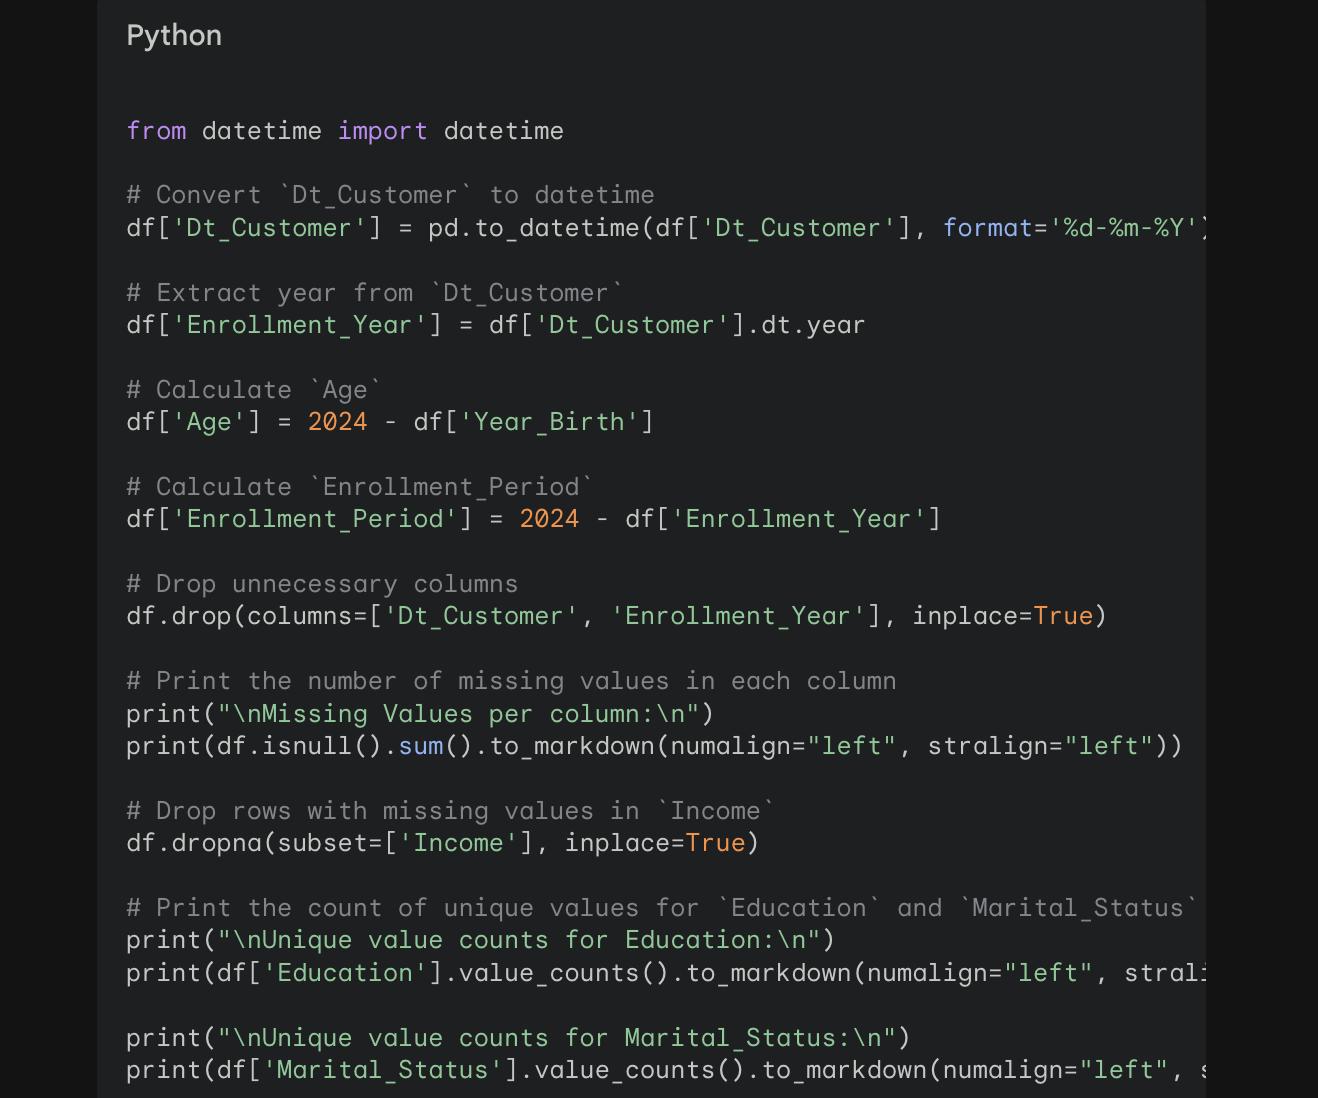 Python
from datetime import datetime
# Convert `Dt_Customer` to datetime
df['Dt_Customer'] = pd.to_datetime(df['Dt_Customer'], format='%d-%m-%Y')
# Extract year from `Dt_Customer`
df['Enrollment_Year'] = df['Dt_Customer'].dt.year
# Calculate `Age`
df['Age'] = 2024 - df['Year_Birth']
# Calculate `Enrollment_Period`
df['Enrollment_Period'] = 2024 - df['Enrollment_Year']
# Drop unnecessary columns
df.drop(columns=['Dt_Customer', 'Enrollment_Year'], inplace=True)
# Print the number of missing values in each column
print("\nMissing Values per column:\n")
print(df.isnull().sum().to_markdown(numalign="left", stralign="left"))
# Drop rows with missing values in `Income`
df.dropna(subset=['Income'], inplace=True)
# Print the count of unique values for `Education` and `Marital_Status`
print("\nUnique value counts for Education:\n")
print(df['Education'].value_counts().to_markdown(numalign="left",
print("\nUnique value counts for Marital_Status:\n")
print(df['Marital_Status'].value_counts().to_markdown(numalign="left",